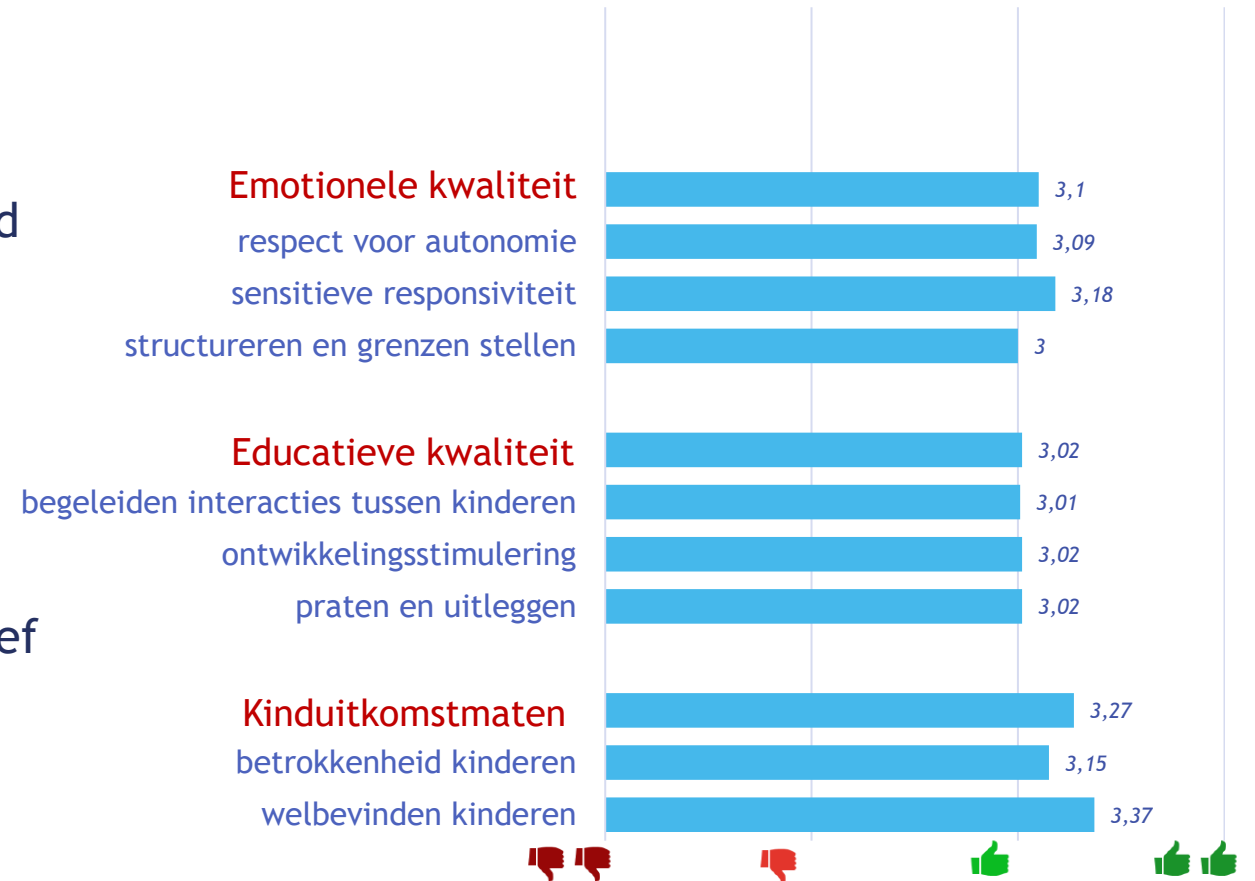 Emotionele kwaliteit 3,1
respect voor autonomie 3,09
sensitieve responsiviteit 3,18
structureren en grenzen stellen 3
Educatieve kwaliteit 3,02
begeleiden interacties tussen kinderen 3,01
ontwikkelingsstimulering 3,02
praten en uitleggen 3,02
ef
Kinduitkomstmaten 3,27
betrokkenheid kinderen 3,15
welbevinden kinderen 3,37